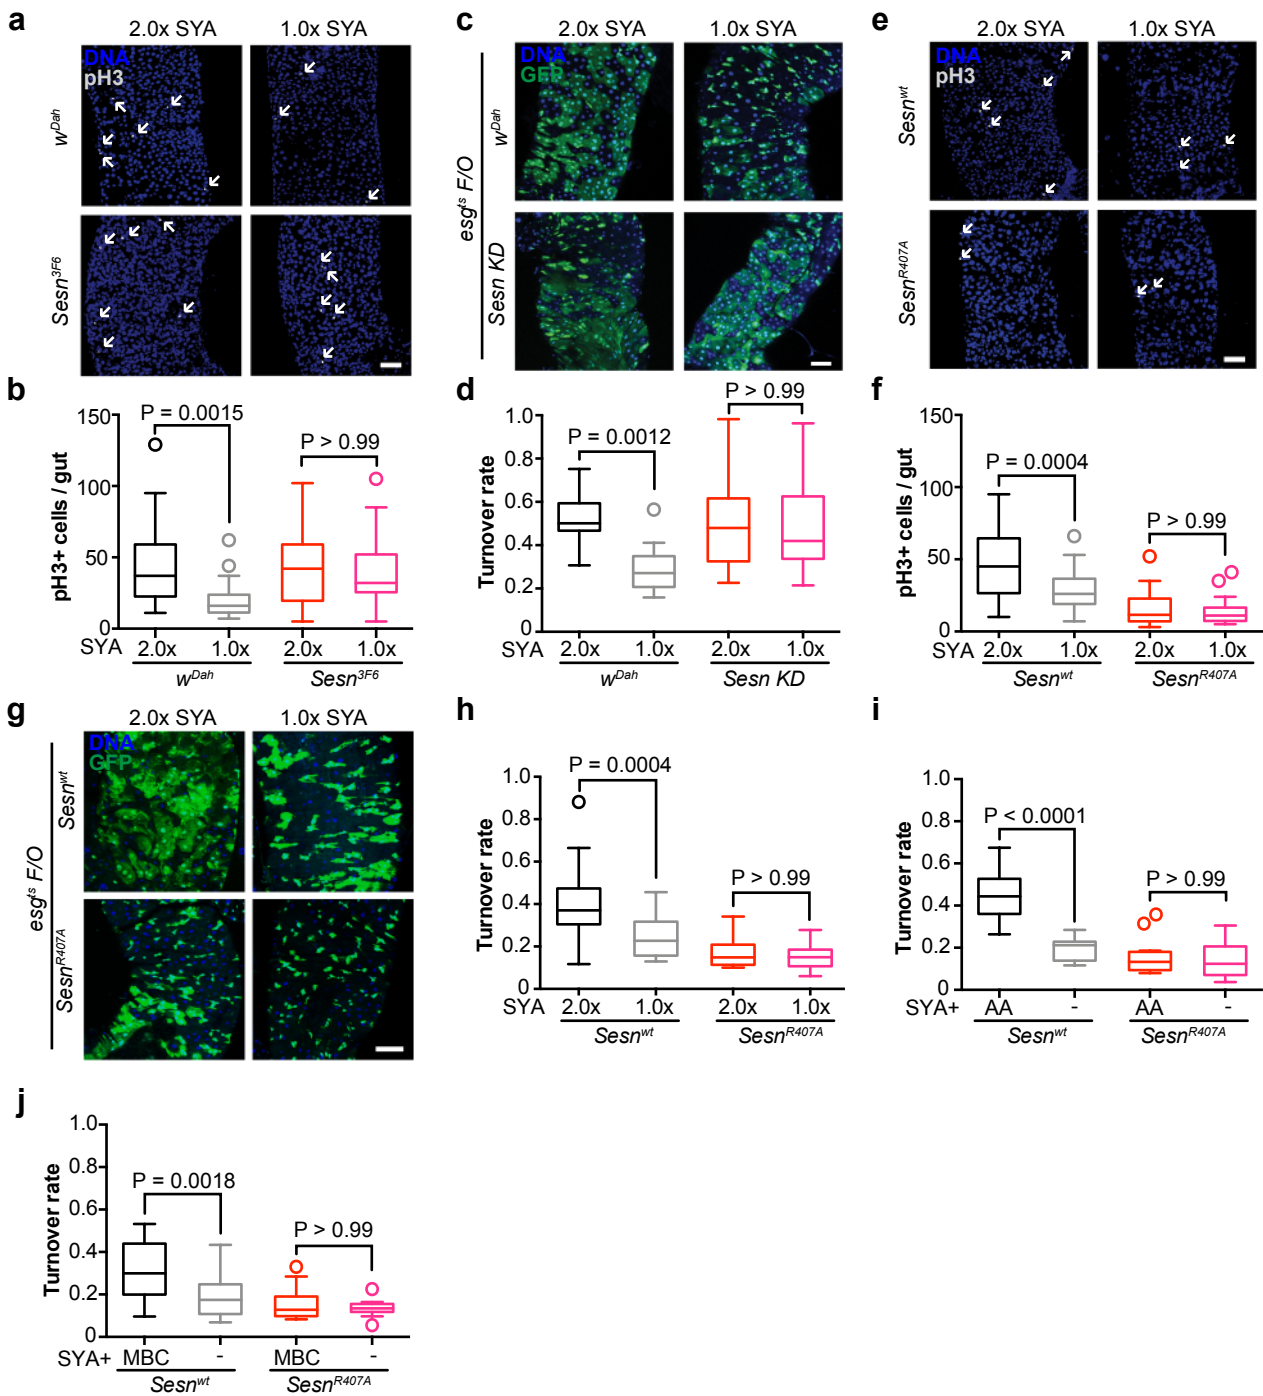 a
2.0x SYA 1.0x SYA
DNA
pH3
wDah
Sesn3F6
c
2.0x SYA 1.0x SYA
DNA
GFP
wDah
Sesn KD
esgts F/O
e
2.0x SYA 1.0x SYA
DNA
pH3
Sesnwt
SesnR407A
b
150
100
50
0
pH3+ cells / gut
P = 0.0015
P > 0.99
SYA 2.0x 1.0x 2.0x 1.0x
wDah Sesn3F6
d
1.0
0.8
0.6
0.4
0.2
0
Turnover rate
P = 0.0012
P > 0.99
SYA 2.0x 1.0x 2.0x 1.0x
wDah Sesn KD
f
150
100
50
0
pH3+ cells / gut
P = 0.0004
P > 0.99
SYA 2.0x 1.0x 2.0x 1.0x
Sesnwt SesnR407A
g
2.0x SYA 1.0x SYA
DNA
GFP
Sesnwt
SesnR407A
esgts F/O
h
1.0
0.8
0.6
0.4
0.2
0
Turnover rate
P = 0.0004
P > 0.99
SYA 2.0x 1.0x 2.0x 1.0x
Sesnwt SesnR407A
i
1.0
0.8
0.6
0.4
0.2
0
Turnover rate
P < 0.0001
P > 0.99
SYA+ AA - AA -
Sesnwt SesnR407A
j
1.0
0.8
0.6
0.4
0.2
0
Turnover rate
P = 0.0018
P > 0.99
SYA+ MBC - MBC -
Sesnwt SesnR407A